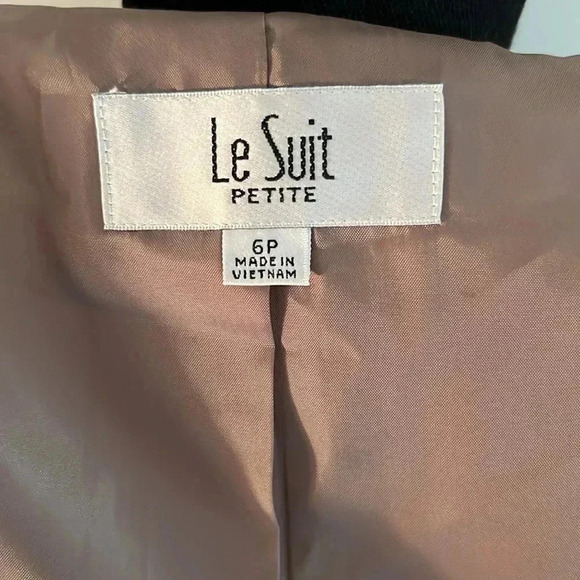 Le Suit
PETITE
6P
MADE IN
VIETNAM